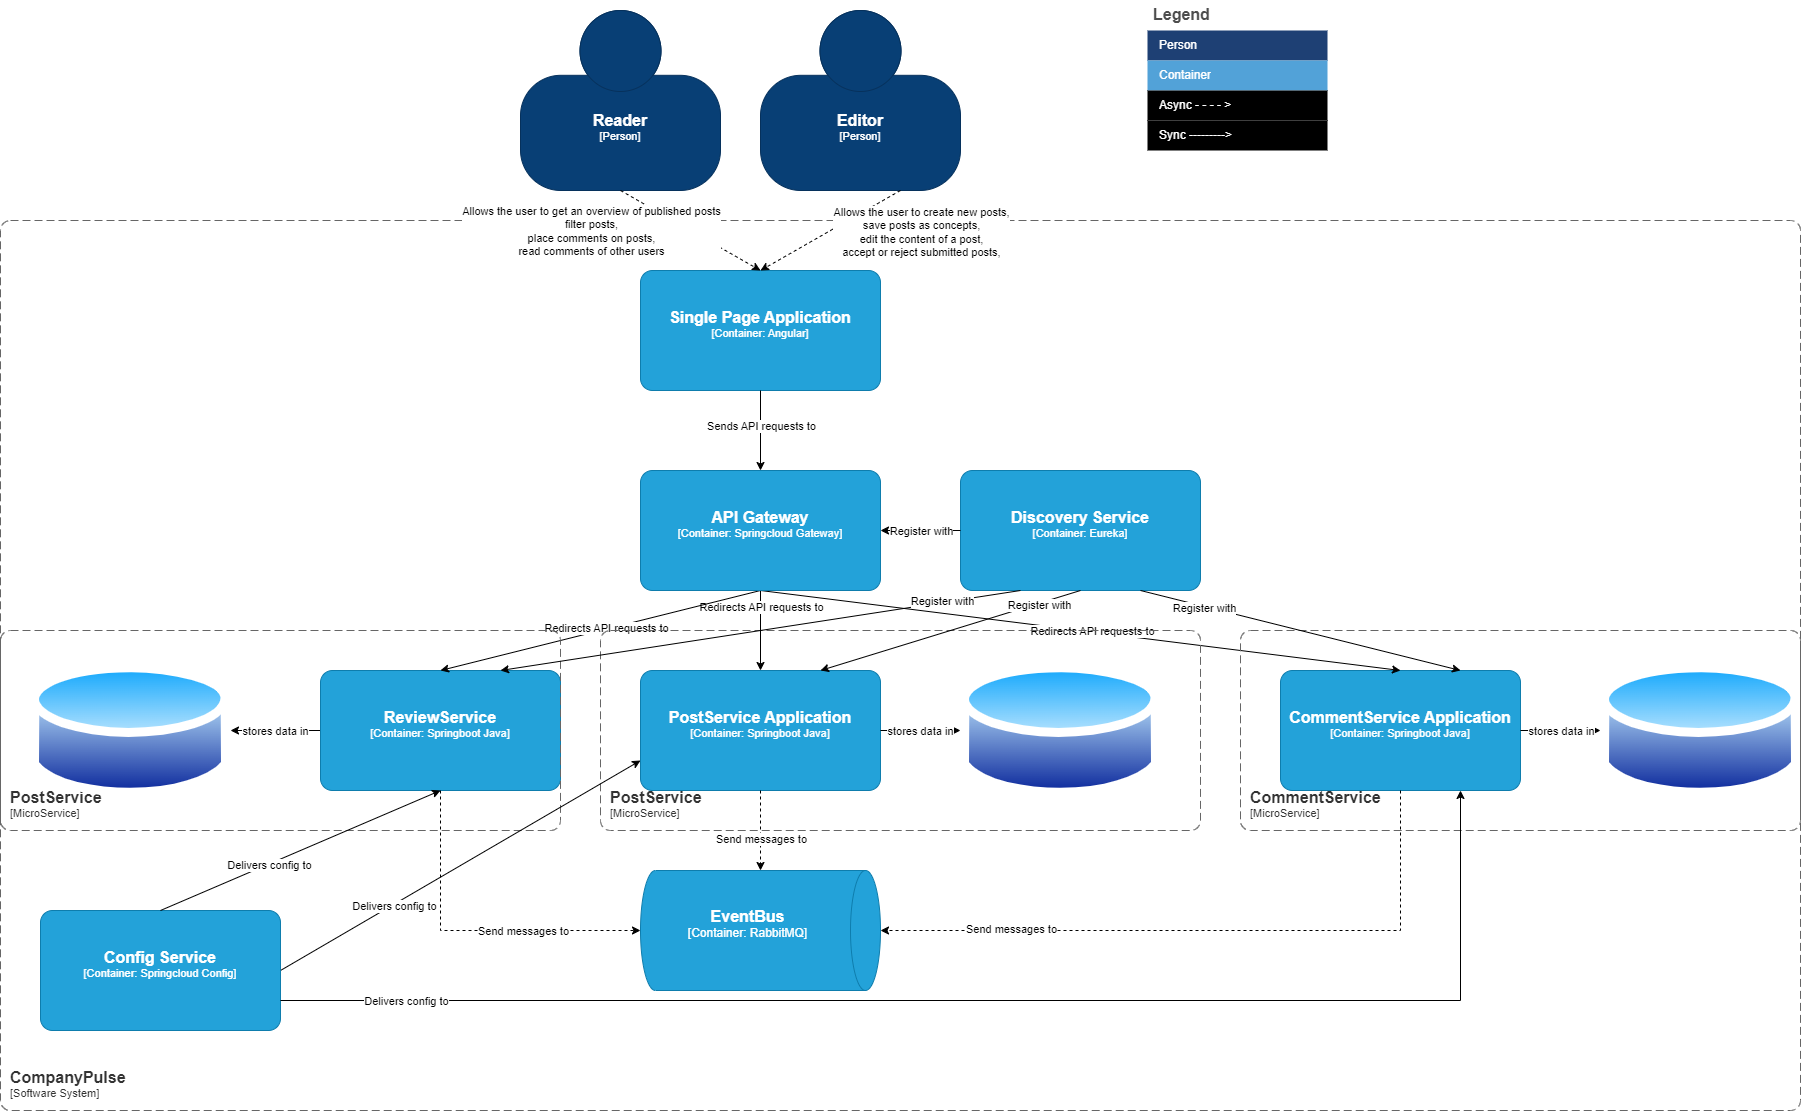 Legend
Person
Container
Async - - - - >
Sync --------->
Reader
[Person]
Editor
[Person]
Allows the user to get an overview of published posts
filter posts,
place comments on posts,
read comments of other users
Allows the user to create new posts,
save posts as concepts,
edit the content of a post,
accept or reject submitted posts,
Single Page Application
[Container: Angular]
Sends API requests to
API Gateway
[Container: Springcloud Gateway]
Register with
Discovery Service
[Container: Eureka]
Redirects API requests to
Register with
Register with
Register with
Redirects API requests to
Redirects API requests to
stores data in
ReviewService
[Container: Springboot Java]
PostService
[MicroService]
PostService Application
[Container: Springboot Java]
stores data in
PostService
[MicroService]
CommentService Application
[Container: Springboot Java]
stores data in
CommentService
[MicroService]
Send messages to
Delivers config to
Delivers config to
EventBus
[Container: RabbitMQ]
Send messages to
Send messages to
Config Service
[Container: Springcloud Config]
Delivers config to
CompanyPulse
[Software System]